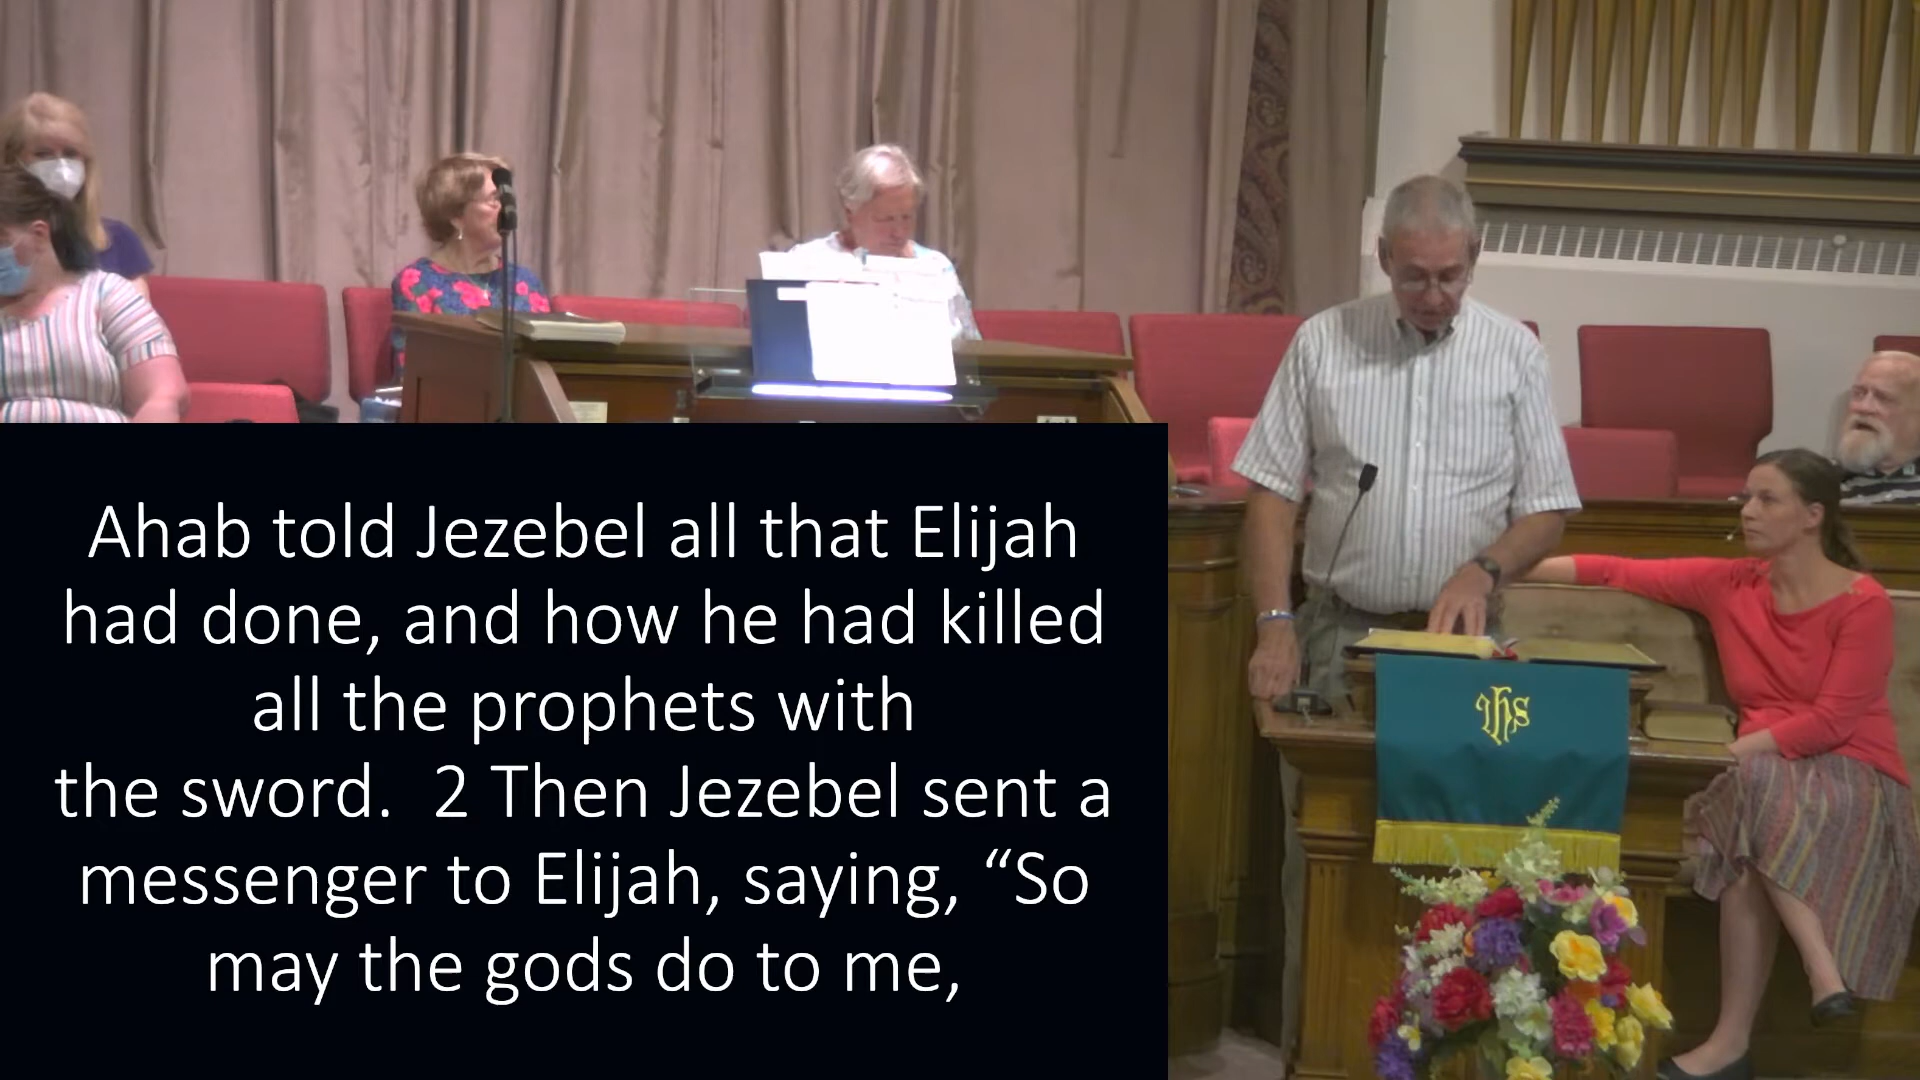 Ahab told Jezebel all that Elijah
had done, and how he had killed
all the prophets with
the sword.  2 Then Jezebel sent a
messenger to Elijah, saying, “So
may the gods do to me,
ihs